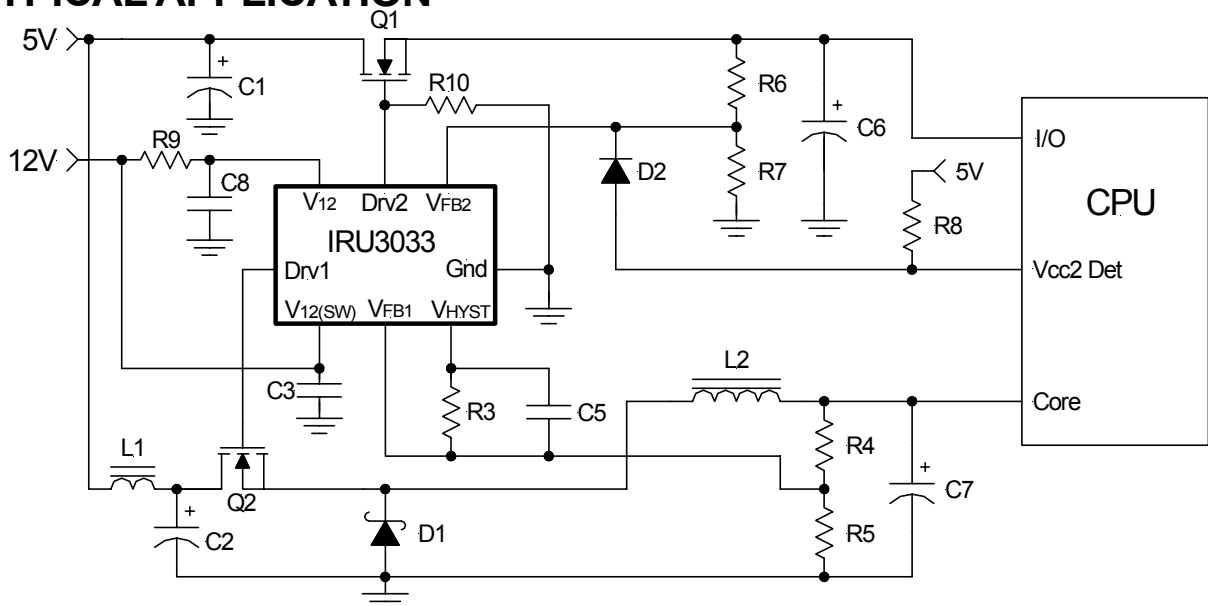 TYPICAL APPLICATION
Q1
5V
C1
R10
R6
C6
12V
R9
C8
V12 Drv2 VFB2
D2
R7
I/O
5V
R8
CPU
IRU3033
Drv1
Gnd
Vcc2 Det
V12(SW) VFB1 VHYST
L2
C3
R3
C5
Core
L1
R4
Q2
C7
C2
D1
R5